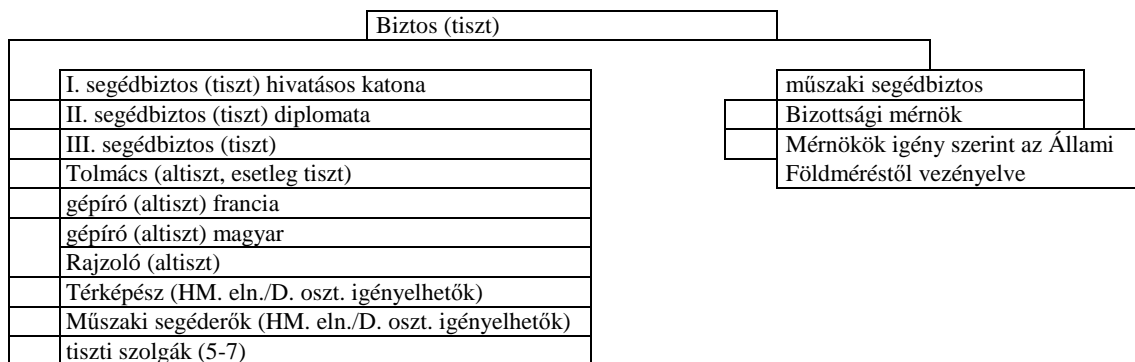 Biztos (tiszt)
I. segédbiztos (tiszt) hivatásos katona
II. segédbiztos (tiszt) diplomata
III. segédbiztos (tiszt)
Tolmács (altiszt, esetleg tiszt)
gépíró (altiszt) francia
gépíró (altiszt) magyar
Rajzoló (altiszt)
Térképész (HM. eln./D. oszt. igényelhetők)
Műszaki segéderők (HM. eln./D. oszt. igényelhetők)
tiszti szolgák (5-7)
műszaki segédbiztos
Bizottsági mérnök
Mérnökök igény szerint az Állami
Földméréstől vezényelve